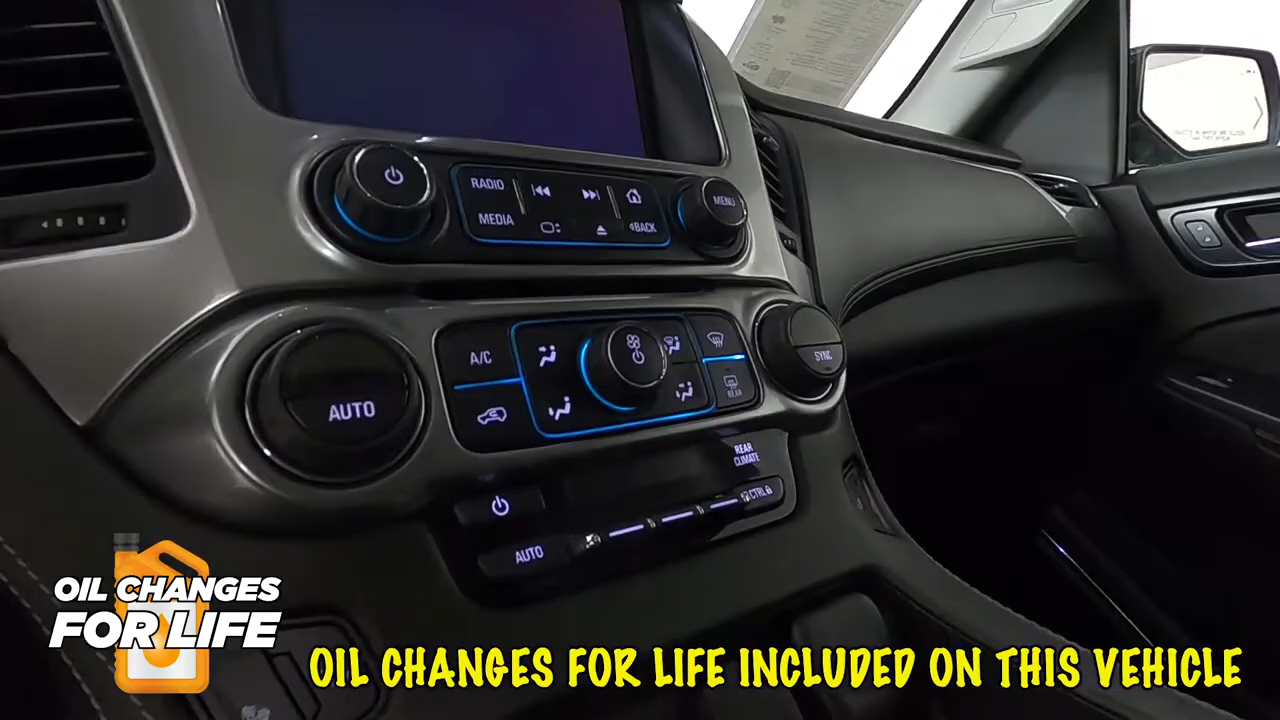 RADIO
MEDIA
BACK
MENU
A/C
AUTO
SYNC
REAR
REAR
CLIMATE
AUTO
CTRL
OIL CHANGES
FOR LIFE
OIL CHANGES FOR LIFE INCLUDED ON THIS VEHICLE